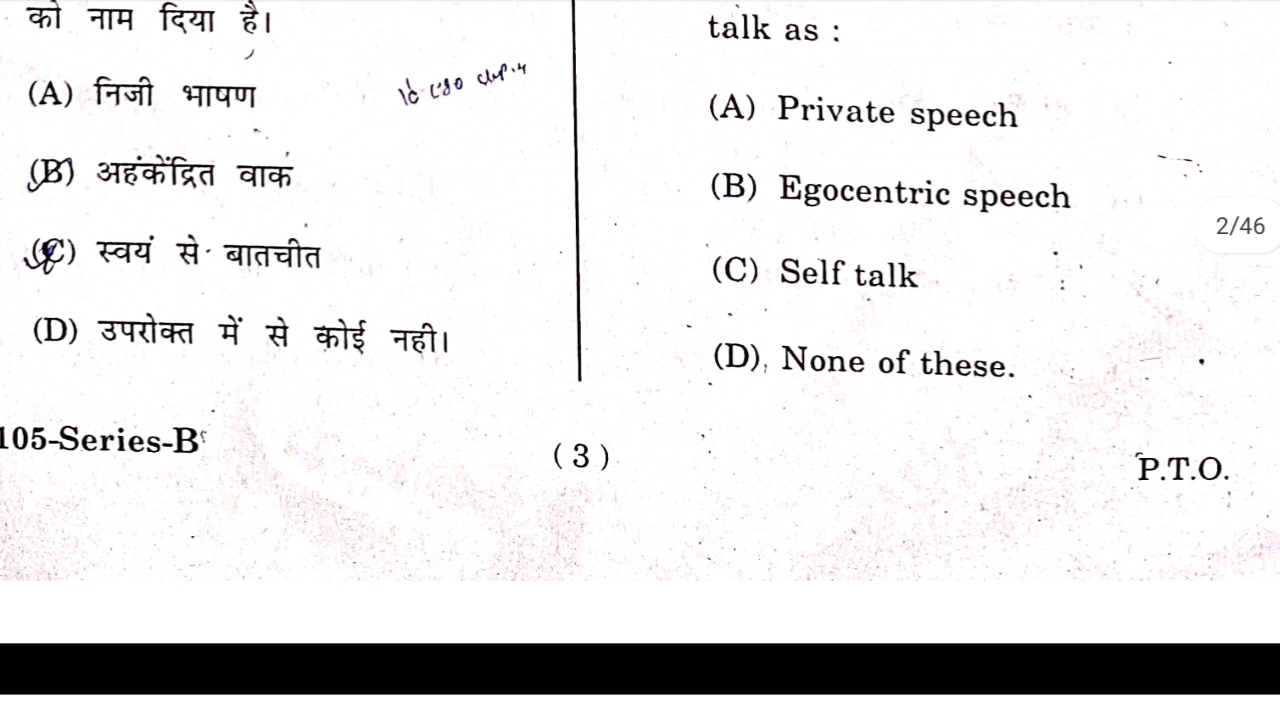 को नाम दिया है।
(A) निजी भाषण
(B) अहंकेंद्रित वाक
(C) स्वयं से बातचीत
(D) उपरोक्त में से कोई नही।
talk as :
(A) Private speech
(B) Egocentric speech
(C) Self talk
(D) None of these.
2/46
105-Series-B
( 3 )
P.T.O.